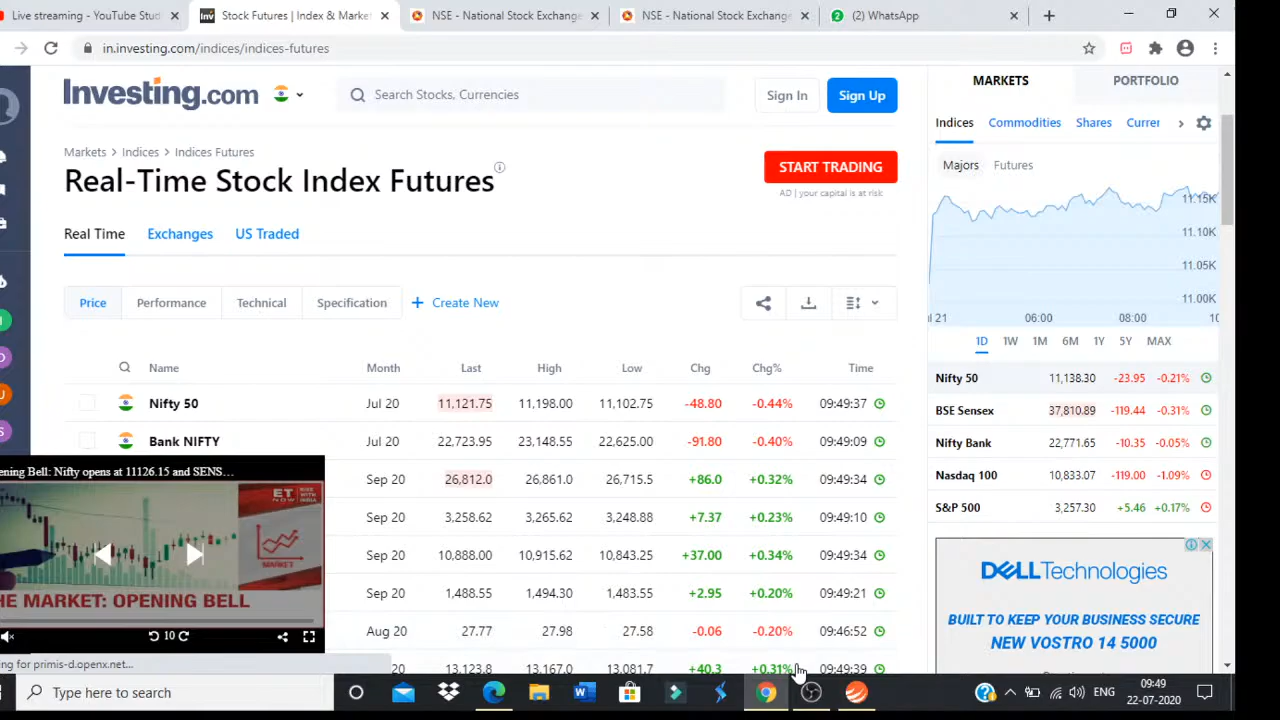 Live streaming - YouTube Stud
Stock Futures | Index & Market
NSE - National Stock Exchange
NSE - National Stock Exchange
(2) WhatsApp
in.investing.com/indices/indices-futures
Investing.com
Search Stocks, Currencies
Sign In
Sign Up
Markets > Indices > Indices Futures
Real-Time Stock Index Futures
START TRADING
AD | your capital is at risk
Real Time Exchanges US Traded
Price Performance Technical Specification + Create New
Name Month Last High Low Chg Chg% Time
Nifty 50 Jul 20 11,121.75 11,198.00 11,102.75 -48.80 -0.44% 09:49:37
Bank NIFTY Jul 20 22,723.95 23,148.55 22,625.00 -91.80 -0.40% 09:49:09
Sep 20 26,812.0 26,861.0 26,715.5 +86.0 +0.32% 09:49:34
Sep 20 3,258.62 3,265.62 3,248.88 +7.37 +0.23% 09:49:10
Sep 20 10,888.00 10,915.62 10,843.25 +37.00 +0.34% 09:49:34
Sep 20 1,488.55 1,494.30 1,483.55 +2.95 +0.20% 09:49:21
Aug 20 27.77 27.98 27.58 -0.06 -0.20% 09:46:52
20 13,123.8 13,167.0 13,081.7 +40.3 +0.31% 09:49:39
pening Bell: Nifty opens at 11126.15 and SENS...
ET NOW
RISE WITH INDIA
MARKET
HE MARKET: OPENING BELL
10
ng for primis-d.openx.net...
MARKETS PORTFOLIO
Indices Commodities Shares Currer
Majors Futures
11.15K
11.10K
11.05K
11.00K
ul 21 06:00 08:00 10
1D 1W 1M 6M 1Y 5Y MAX
Nifty 50 11,138.30 -23.95 -0.21%
BSE Sensex 37,810.89 -119.44 -0.31%
Nifty Bank 22,771.65 -10.35 -0.05%
Nasdaq 100 10,833.07 -119.00 -1.09%
S&P 500 3,257.30 +5.46 +0.17%
DELL Technologies
BUILT TO KEEP YOUR BUSINESS SECURE
NEW VOSTRO 14 5000
Type here to search
ENG
09:49
22-07-2020